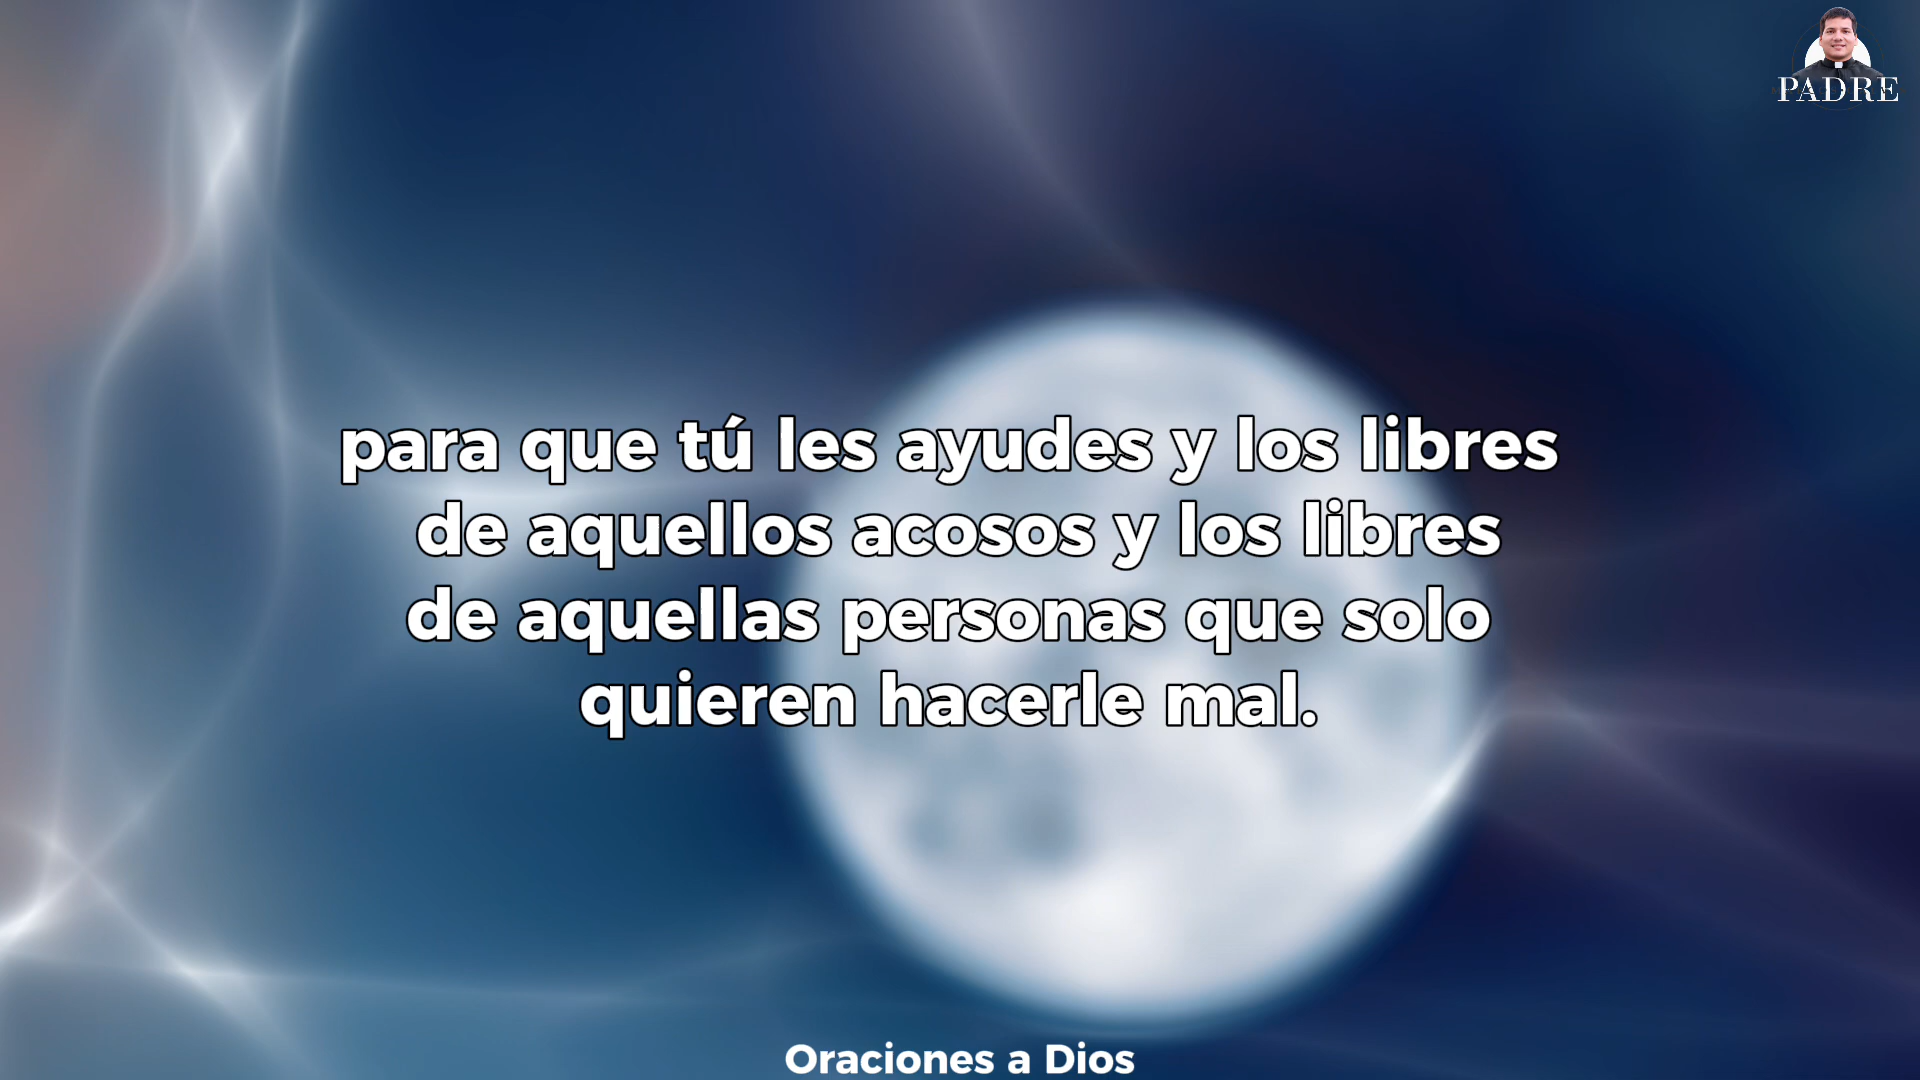 PADRE
para que tú les ayudes y los libres
de aquellos acosos y los libres
de aquellas personas que solo
quieren hacerle mal.
Oraciones a Dios